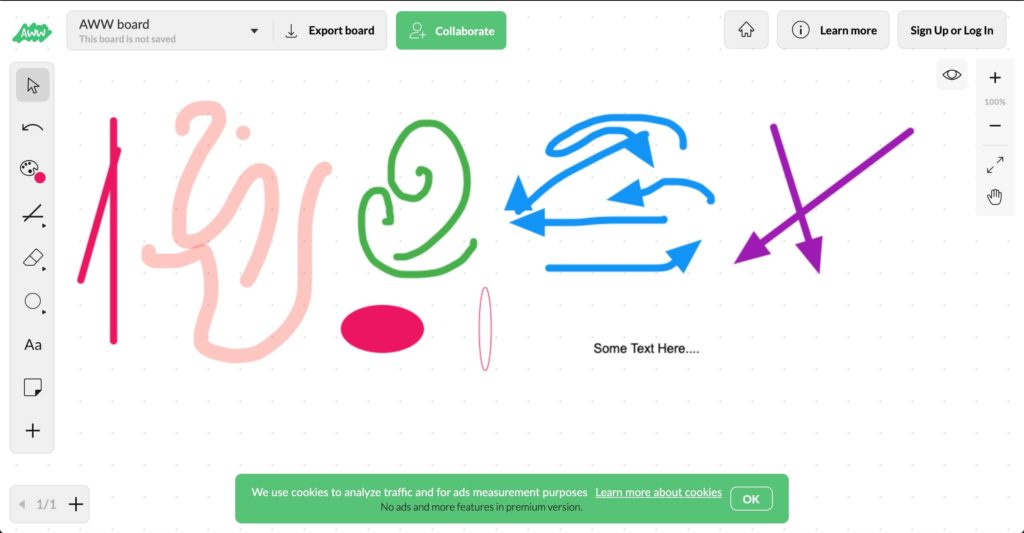 AWW
AWW board
This board is not saved
Export board
Collaborate
Learn more
Sign Up or Log In
100%
Aa
Some Text Here....
1/1
We use cookies to analyze traffic and for ads measurement purposes Learn more about cookies
No ads and more features in premium version.
OK